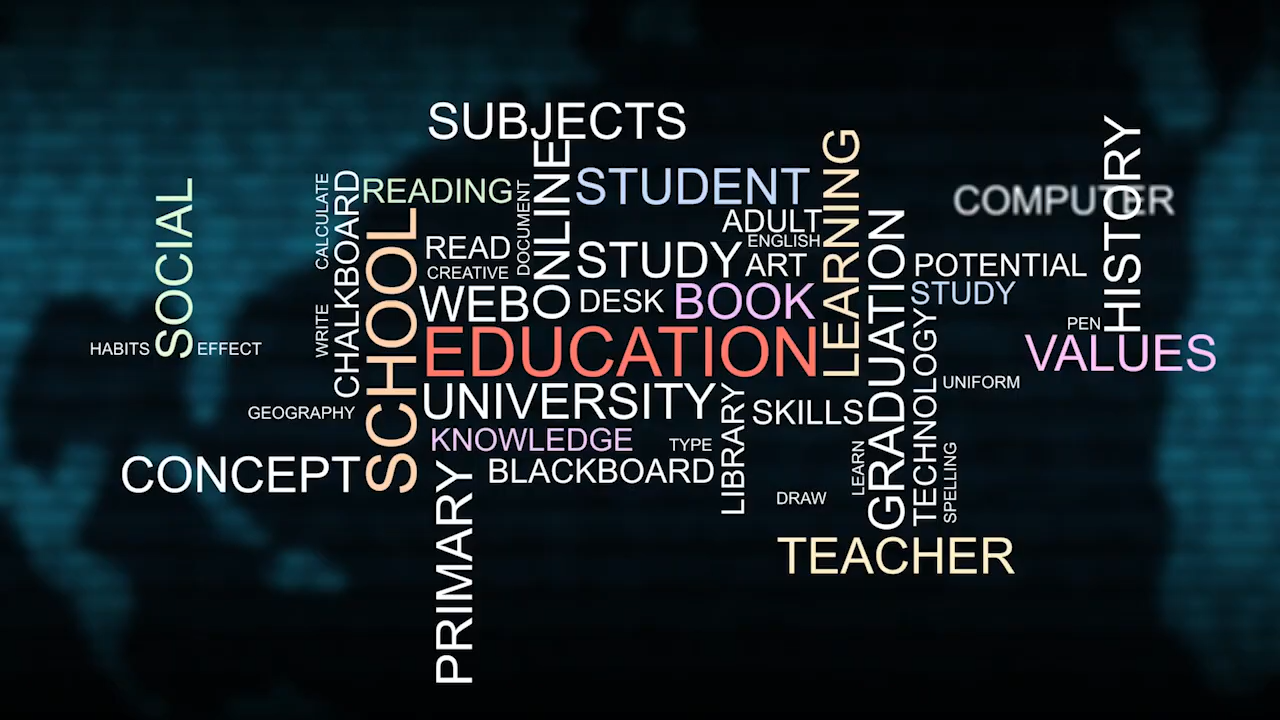 SUBJECTS
HISTORY
LEARNING
ONLINE
STUDENT
CALCULATE
CHALKBOARD
READING
DOCUMENT
SOCIAL
COMPUTER
SCHOOL
ADULT
GRADUATION
READ
ENGLISH
STUDY
ART
POTENTIAL
CREATIVE
WEB
DESK
BOOK
STUDY
WRITE
TECHNOLOGY
PEN
EDUCATION
HABITS
EFFECT
VALUES
UNIFORM
UNIVERSITY
LIBRARY
SKILLS
GEOGRAPHY
KNOWLEDGE
TYPE
LEARN
SPELLING
CONCEPT
PRIMARY
BLACKBOARD
DRAW
TEACHER